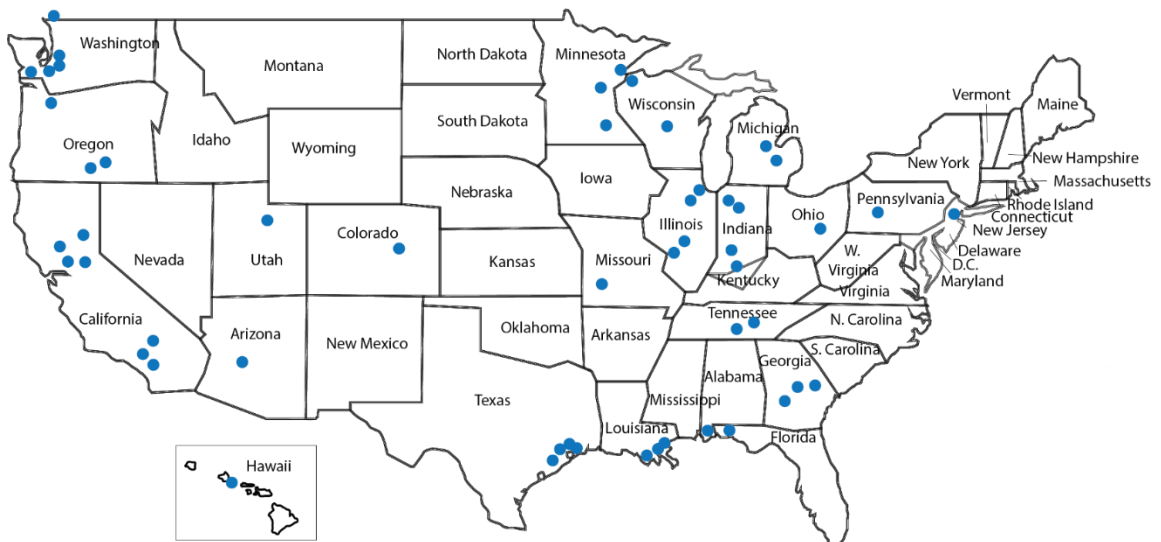 Washington
Montana
North Dakota
Minnesota
Vermont
Maine
Oregon
Idaho
Wyoming
South Dakota
Wisconsin
Michigan
New York
New Hampshire
Massachusetts
Rhode Island
Connecticut
New Jersey
Delaware
D.C.
Maryland
Nebraska
Iowa
Illinois
Indiana
Ohio
Pennsylvania
Nevada
Utah
Colorado
Kansas
Missouri
Kentucky
W.
Virginia
Virginia
California
Arizona
New Mexico
Oklahoma
Arkansas
Tennessee
N. Carolina
S. Carolina
Texas
Louisiana
Mississippi
Alabama
Georgia
Florida
Hawaii